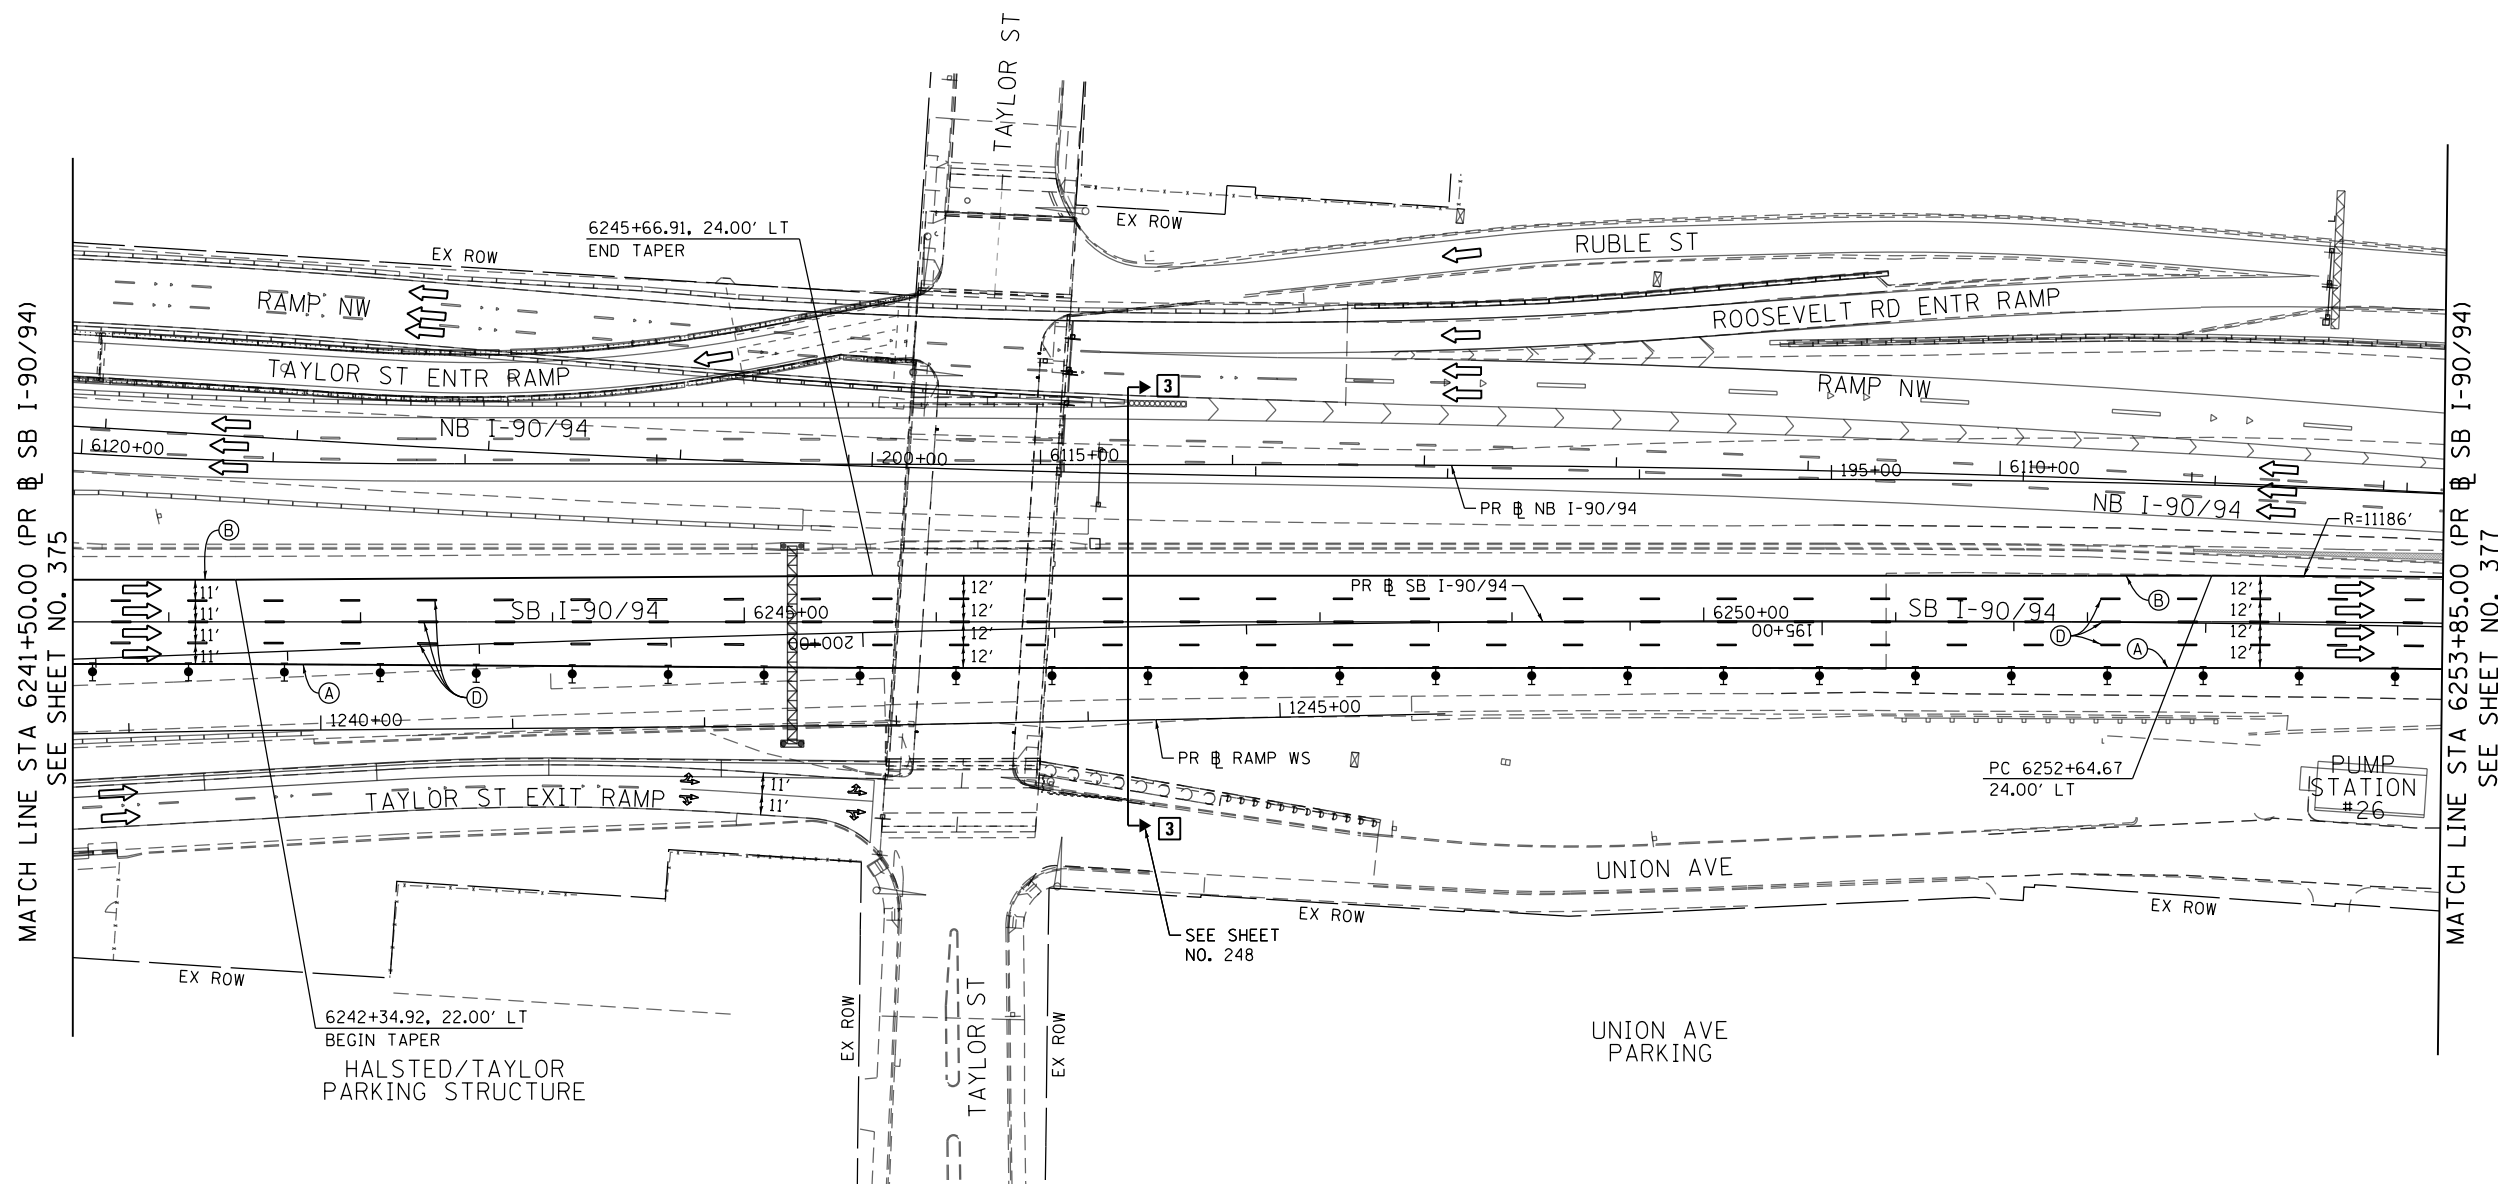 TAYLOR ST
6245+66.91, 24.00' LT
END TAPER
EX ROW
EX ROW
RUBLE ST
RAMP NW
ROOSEVELT RD ENTR RAMP
TAYLOR ST ENTR RAMP
3
RAMP NW
NB I-90/94
6120+00
200+00
6115+00
195+00
6110+00
PR BL NB I-90/94
NB I-90/94
R=11186'
B
11'
11'
11'
11'
SB I-90/94
6245+00
200+00
12'
12'
12'
12'
PR BL SB I-90/94
6250+00
195+00
SB I-90/94
B
D
A
12'
12'
12'
12'
A
D
1240+00
1245+00
PR BL RAMP WS
PC 6252+64.67
24.00' LT
PUMP
STATION
#26
TAYLOR ST EXIT RAMP
11'
11'
3
UNION AVE
EX ROW
EX ROW
SEE SHEET
NO. 248
EX ROW
6242+34.92, 22.00' LT
BEGIN TAPER
HALSTED/TAYLOR
PARKING STRUCTURE
EX ROW
TAYLOR ST
EX ROW
UNION AVE
PARKING
MATCH LINE STA 6241+50.00 (PR BL SB I-90/94)
SEE SHEET NO. 375
MATCH LINE STA 6253+85.00 (PR BL SB I-90/94)
SEE SHEET NO. 377